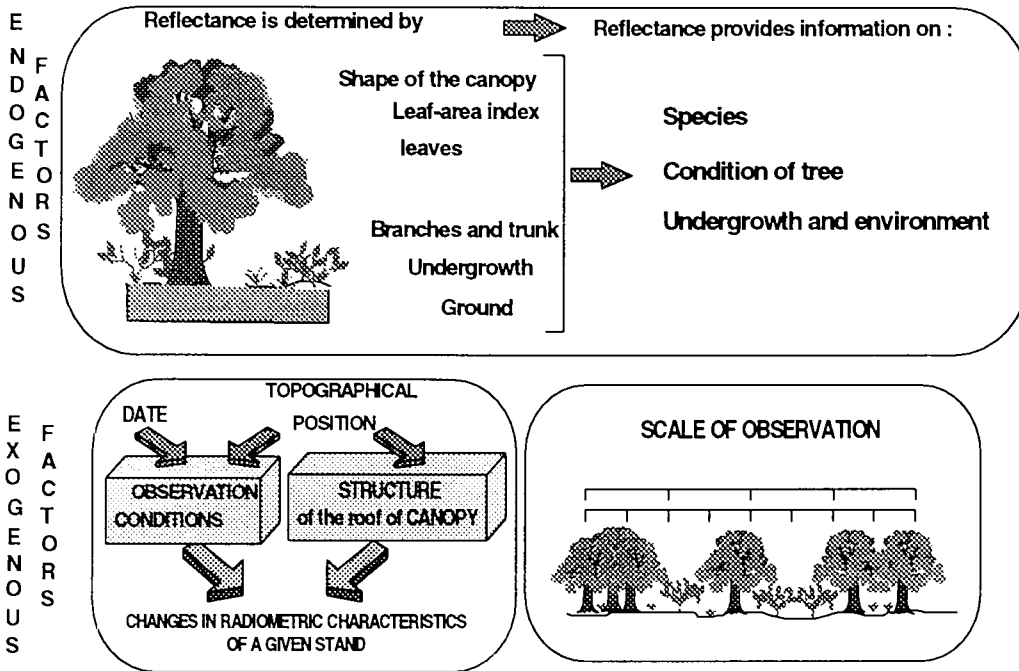 ENDOGENOUS
FACTORS
Reflectance is determined by
Reflectance provides information on :
Shape of the canopy
Leaf-area index
leaves
Branches and trunk
Undergrowth
Ground
Species
Condition of tree
Undergrowth and environment
EXOGENOUS
FACTORS
DATE
TOPOGRAPHICAL
POSITION
OBSERVATION
CONDITIONS
STRUCTURE
of the roof of CANOPY
CHANGES IN RADIOMETRIC CHARACTERISTICS
OF A GIVEN STAND
SCALE OF OBSERVATION